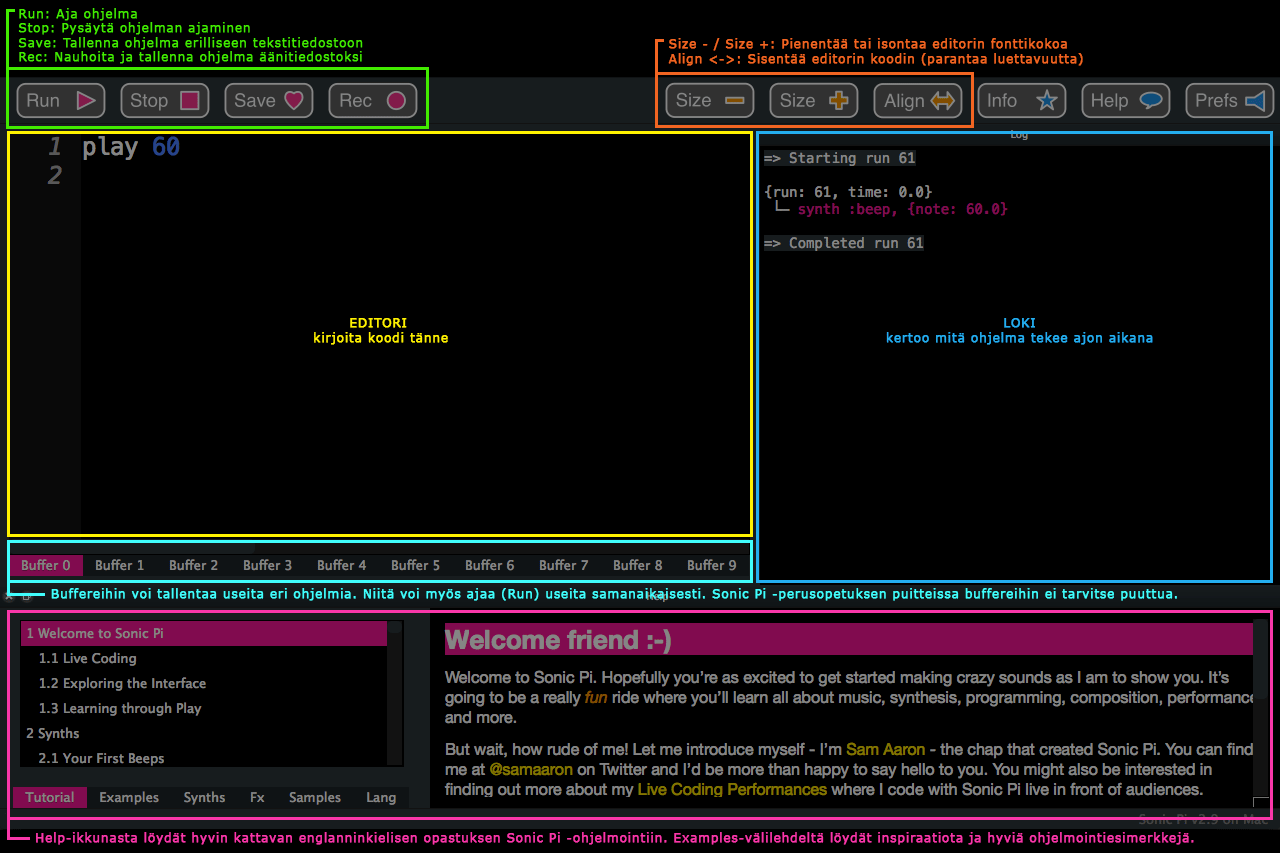 Run: Aja ohjelma
Stop: Pysäytä ohjelman ajaminen
Save: Tallenna ohjelma erilliseen tekstitiedostoon
Rec: Nauhoita ja tallenna ohjelma äänitiedostoksi
Size - / Size +: Pienentää tai isontaa editorin fonttikokoa
Align <->: Sisentää editorin koodin (parantaa luettavuutta)
Run
Stop
Save
Rec
Size
Size
Align
Info
Help
Prefs
Log
1 play 60
2
EDITORI
kirjoita koodi tänne
=> Starting run 61
{run: 61, time: 0.0}
└─ synth :beep, {note: 60.0}
=> Completed run 61
LOKI
kertoo mitä ohjelma tekee ajon aikana
Buffer 0
Buffer 1
Buffer 2
Buffer 3
Buffer 4
Buffer 5
Buffer 6
Buffer 7
Buffer 8
Buffer 9
Buffereihin voi tallentaa useita eri ohjelmia. Niitä voi myös ajaa (Run) useita samanaikaisesti. Sonic Pi -perusopetuksen puitteissa buffereihin ei tarvitse puuttua.
Help
1 Welcome to Sonic Pi
1.1 Live Coding
1.2 Exploring the Interface
1.3 Learning through Play
2 Synths
2.1 Your First Beeps
Tutorial
Examples
Synths
Fx
Samples
Lang
Welcome friend :-)
Welcome to Sonic Pi. Hopefully you’re as excited to get started making crazy sounds as I am to show you. It’s
going to be a really fun ride where you’ll learn all about music, synthesis, programming, composition, performance
and more.
But wait, how rude of me! Let me introduce myself - I’m Sam Aaron - the chap that created Sonic Pi. You can find
me at @samaaron on Twitter and I’d be more than happy to say hello to you. You might also be interested in
finding out more about my Live Coding Performances where I code with Sonic Pi live in front of audiences.
Sonic Pi v2.9 on Mac
Help-ikkunasta löydät hyvin kattavan englanninkielisen opastuksen Sonic Pi -ohjelmointiin. Examples-välilehdeltä löydät inspiraatiota ja hyviä ohjelmointiesimerkkejä.